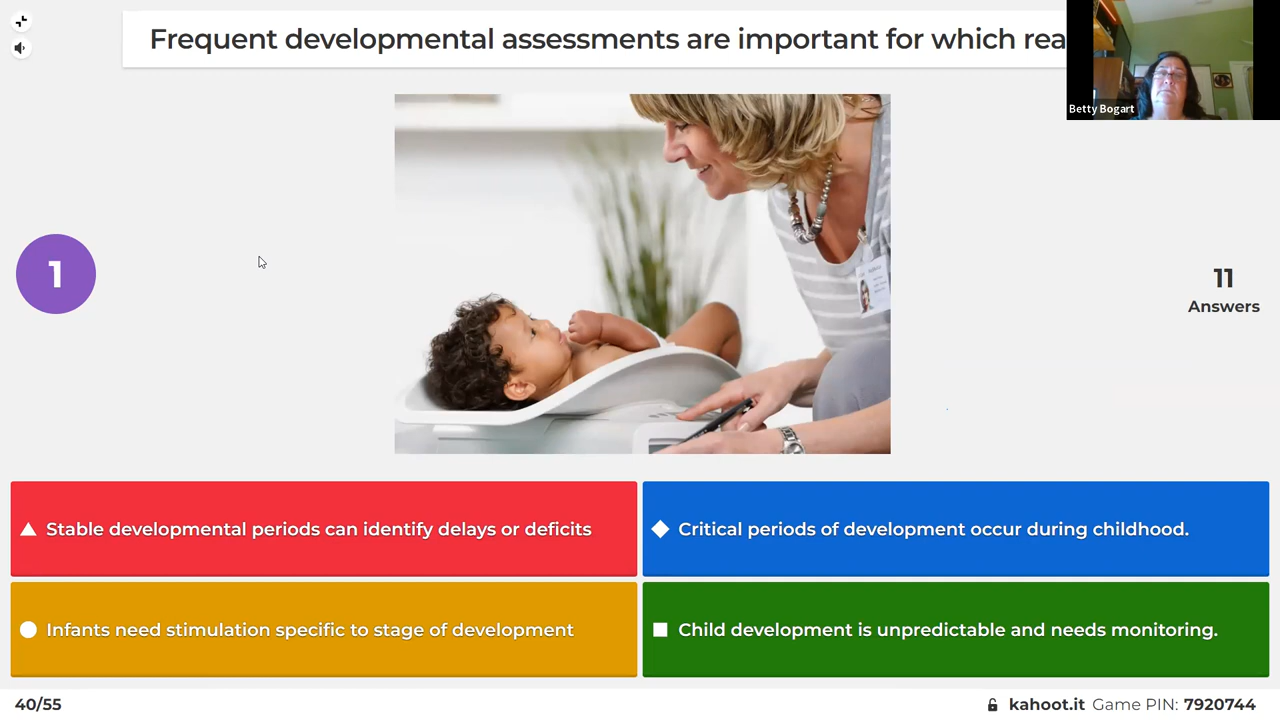 Frequent developmental assessments are important for which
Betty Bogart
1
11
Answers
Stable developmental periods can identify delays or deficits
Critical periods of development occur during childhood.
Infants need stimulation specific to stage of development
Child development is unpredictable and needs monitoring.
40/55
kahoot.it Game PIN: 7920744